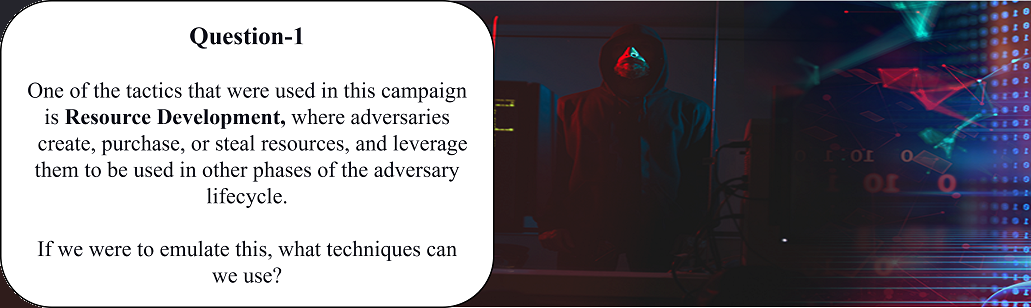 Question-1
One of the tactics that were used in this campaign
is Resource Development, where adversaries
create, purchase, or steal resources, and leverage
them to be used in other phases of the adversary
lifecycle.
If we were to emulate this, what techniques can
we use?